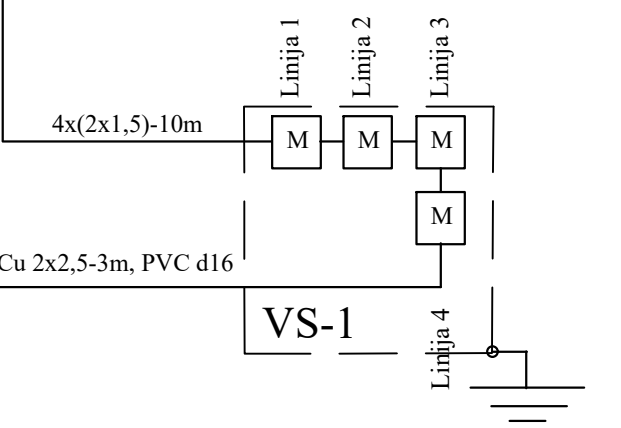 Linija 1
Linija 2
Linija 3
4x(2x1,5)-10m
M
M
M
M
Cu 2x2,5-3m, PVC d16
VS-1
Linija 4